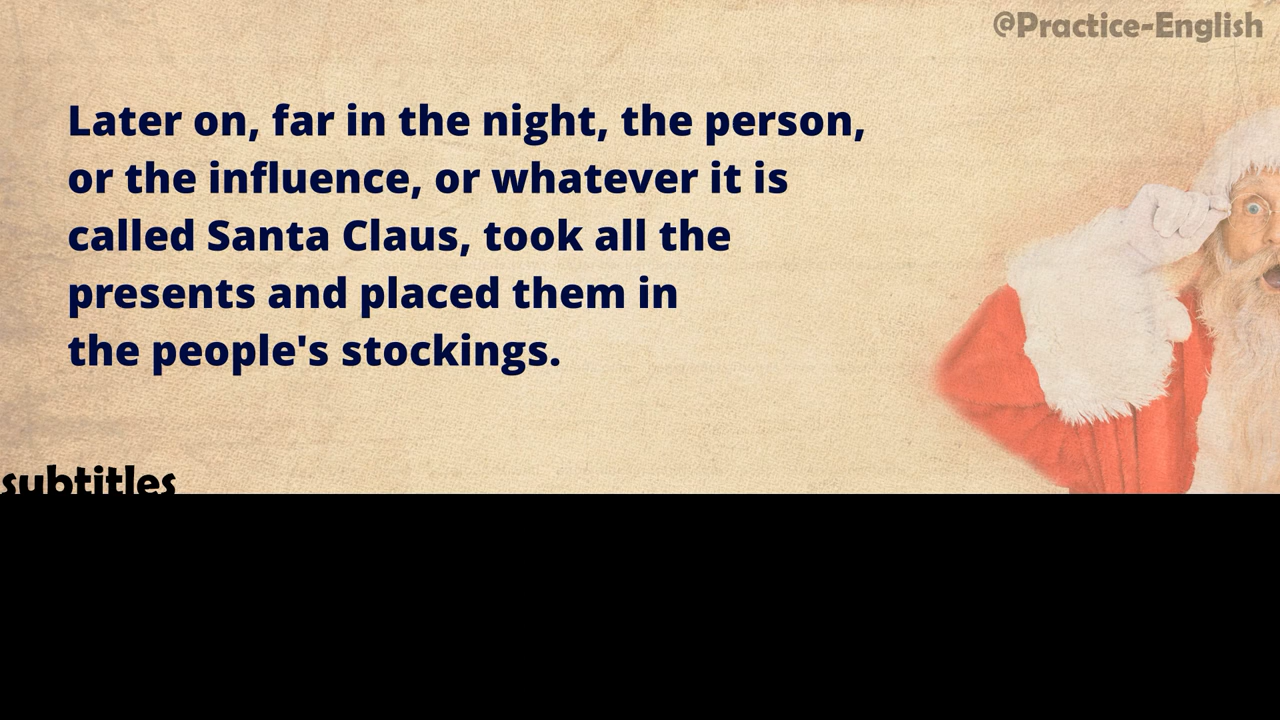 @Practice-English
Later on, far in the night, the person,
or the influence, or whatever it is
called Santa Claus, took all the
presents and placed them in
the people's stockings.
subtitles